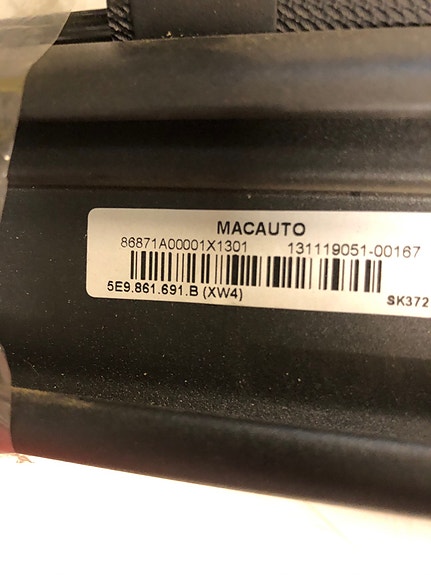 MACAUTO
86871A00001X1301 131119051-00167
5E9.861.691.B (XW4)
SK372